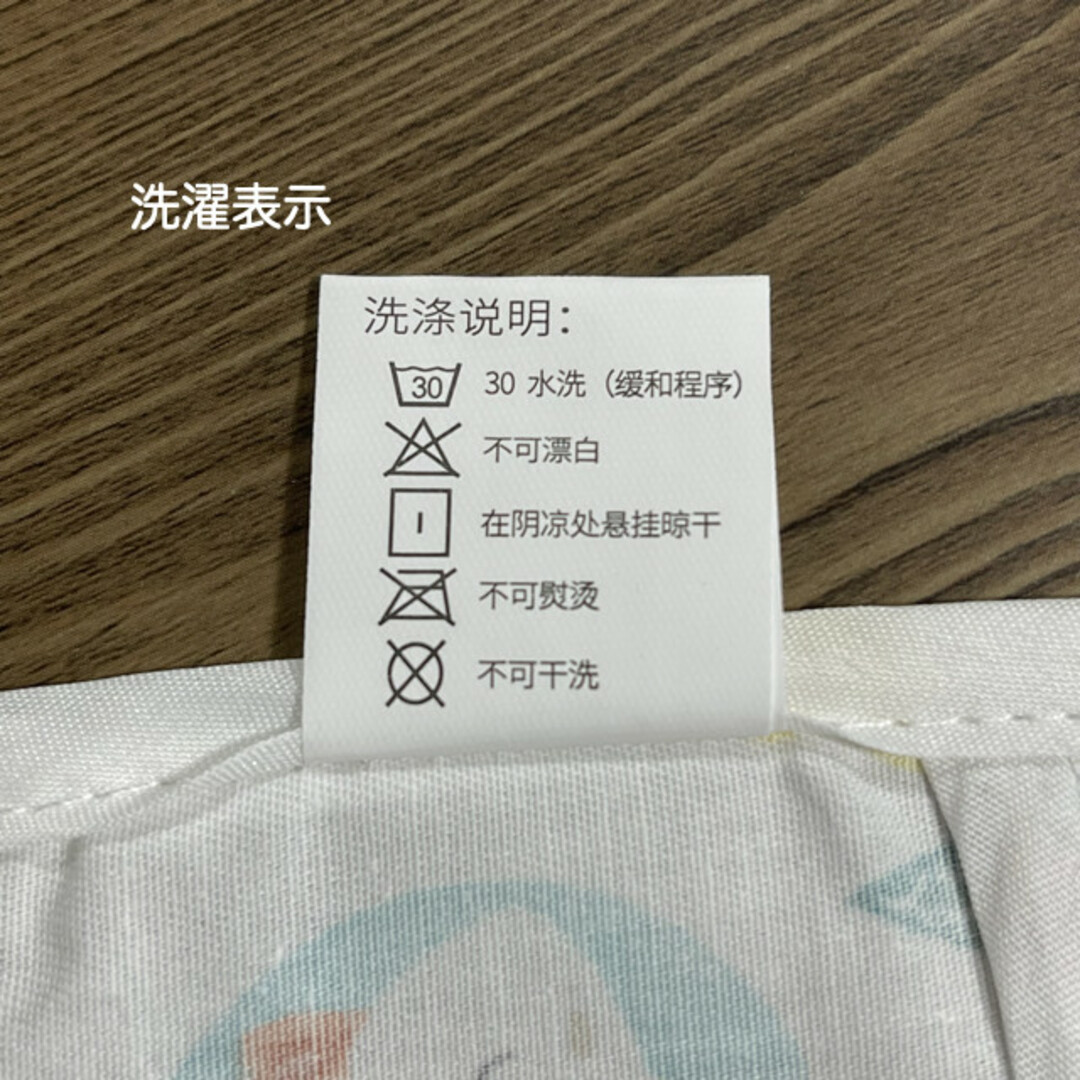 洗濯表示
洗涤说明：
30 30 水洗（缓和程序）
不可漂白
在阴凉处悬挂晾干
不可熨烫
不可干洗